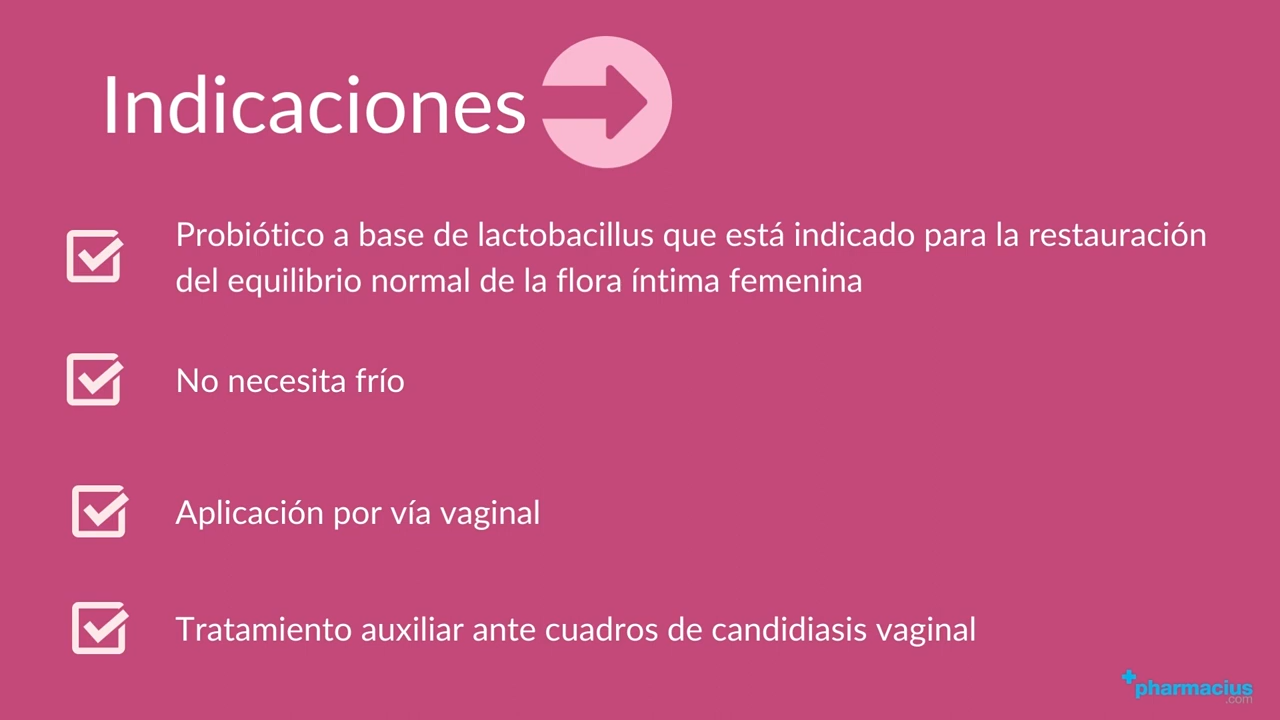 Indicaciones
Probiótico a base de lactobacillus que está indicado para la restauración
del equilibrio normal de la flora íntima femenina
No necesita frío
Aplicación por vía vaginal
Tratamiento auxiliar ante cuadros de candidiasis vaginal
pharmacius
.com